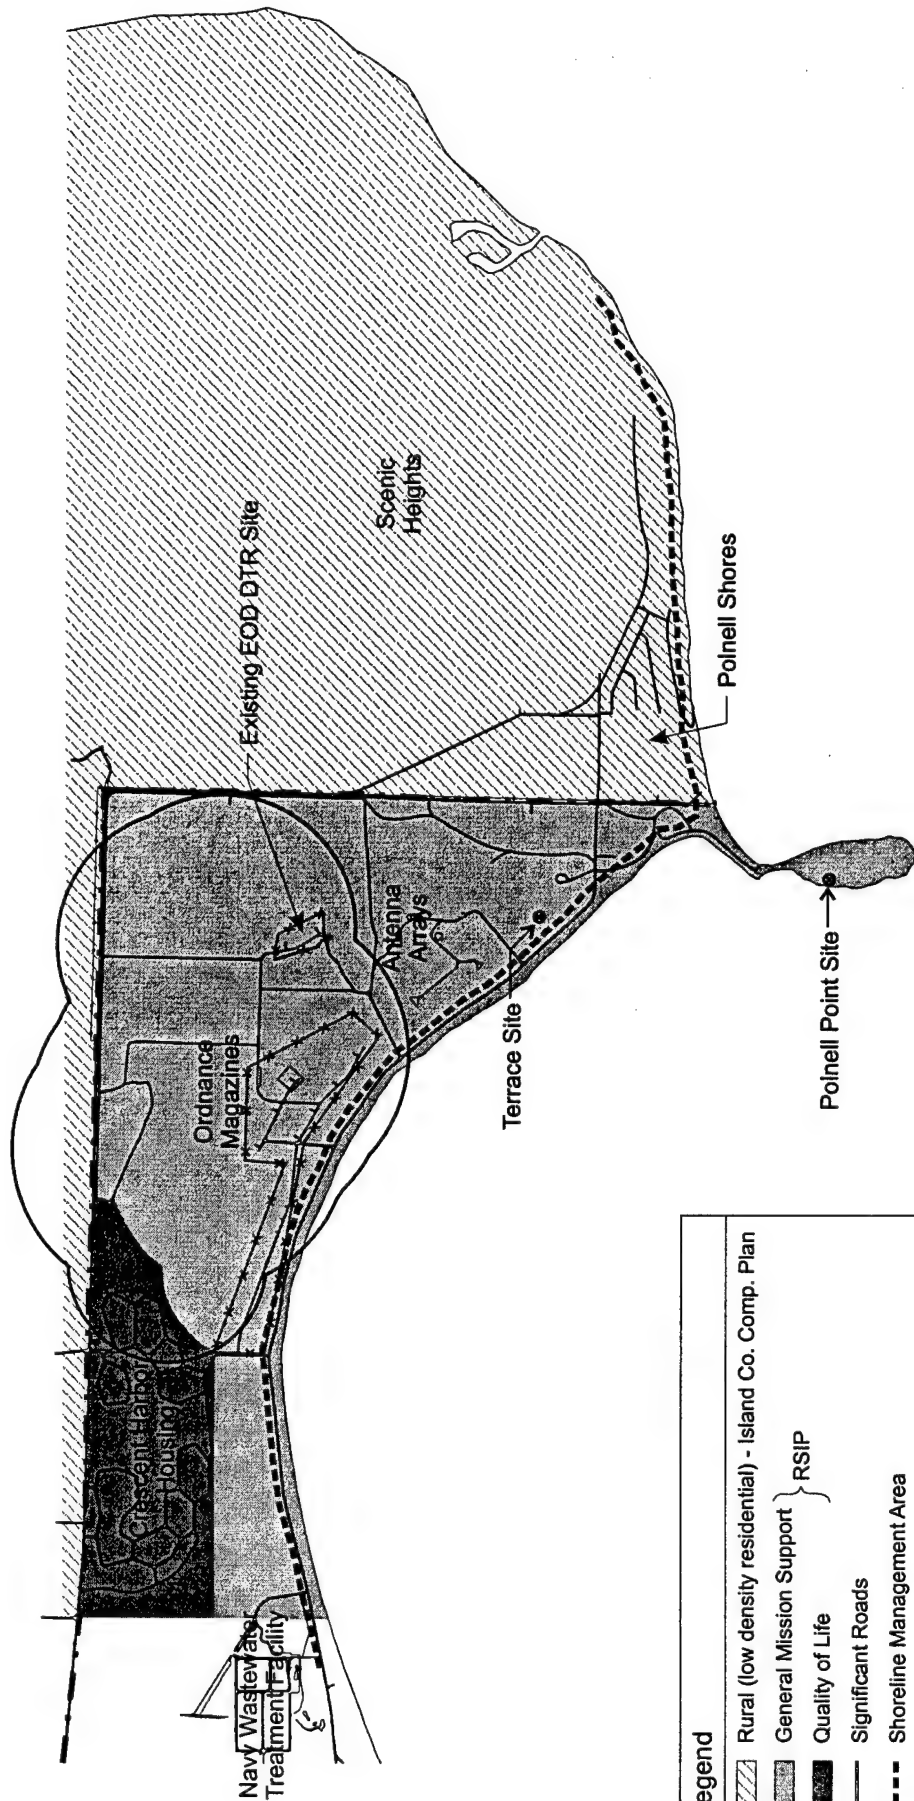 Navy Wastewater
Treatment Facility
Crescent Harbor
Housing
Ordnance
Magazines
Existing EOD DTR Site
Antenna
Arrays
Scenic
Heights
Terrace Site
Polnell Shores
Polnell Point Site
egend
Rural (low density residential) - Island Co. Comp. Plan
General Mission Support
Quality of Life
RSIP
Significant Roads
Shoreline Management Area